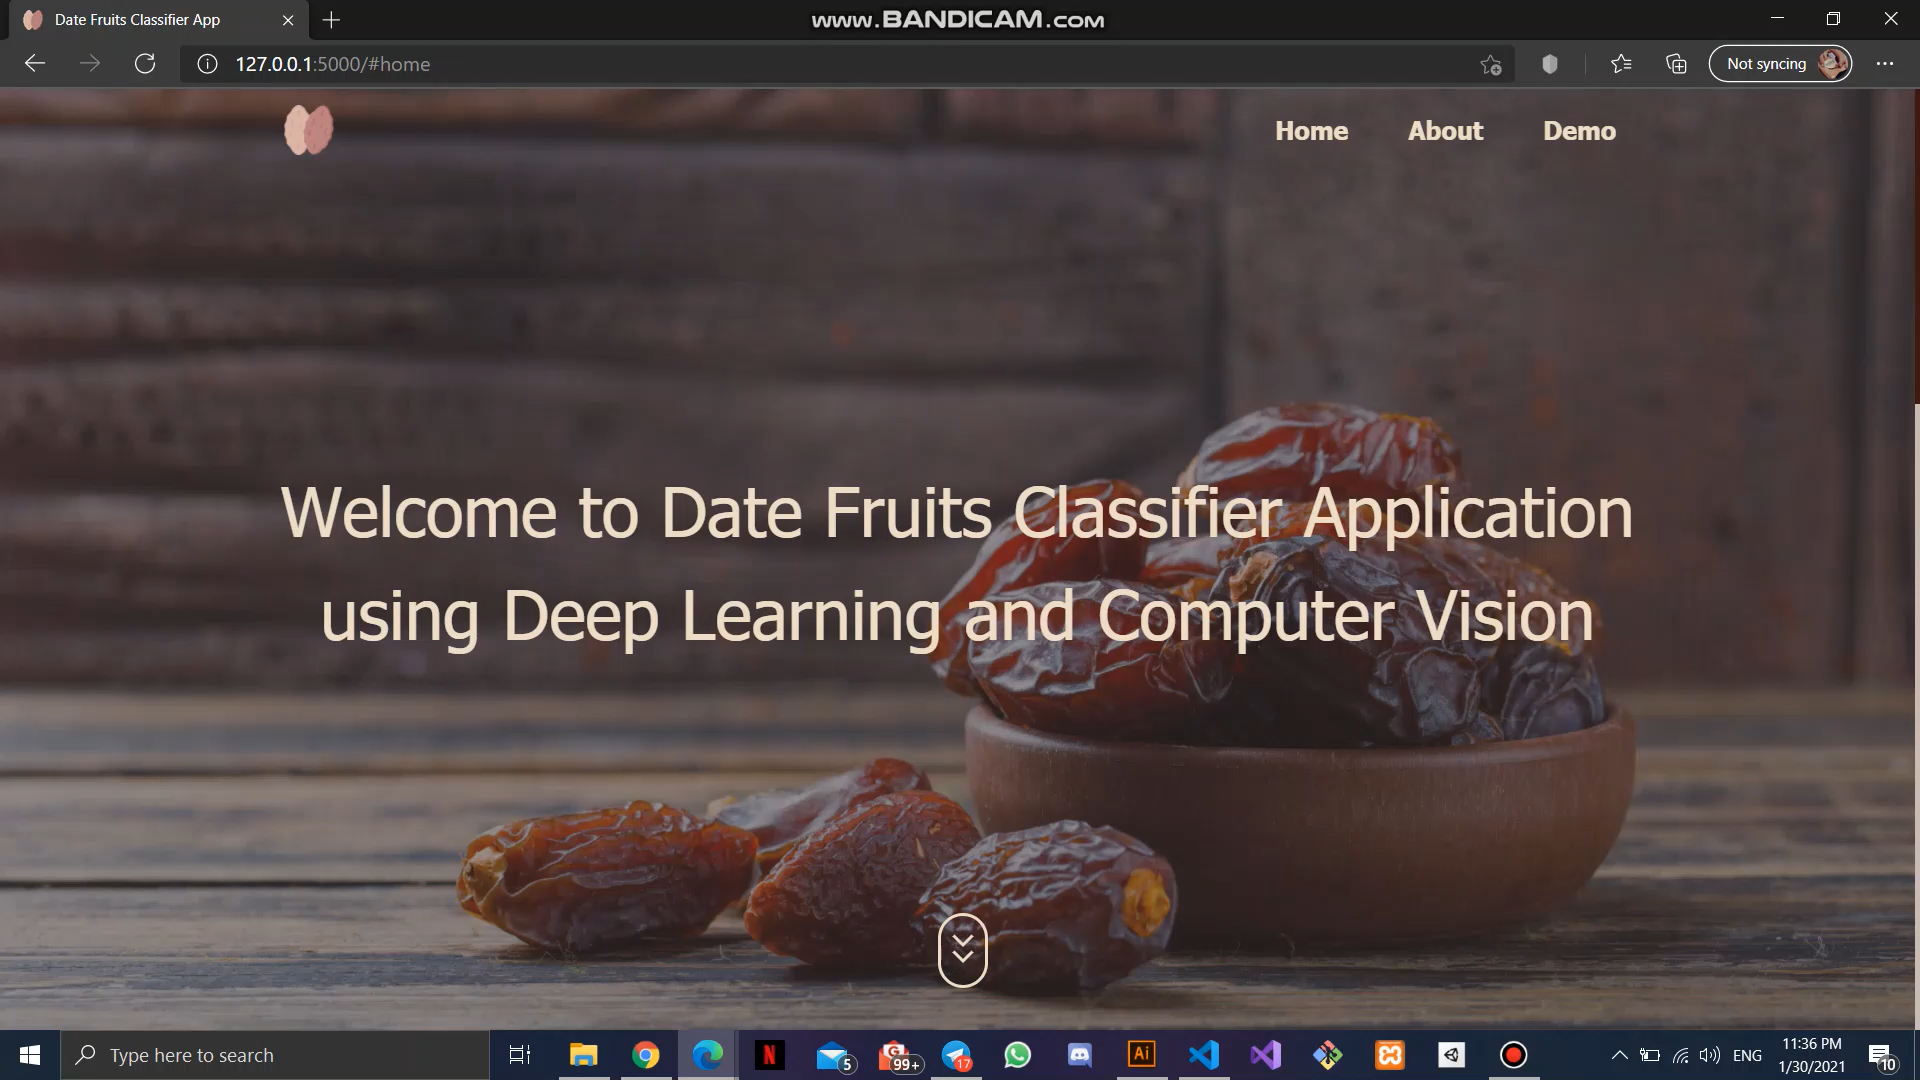 Date Fruits Classifier App
www.BANDICAM.com
127.0.0.1:5000/#home
Not syncing
Home
About
Demo
Welcome to Date Fruits Classifier Application
using Deep Learning and Computer Vision
Type here to search
N
5
G
99+
17
Ai
ENG
11:36 PM
1/30/2021
10